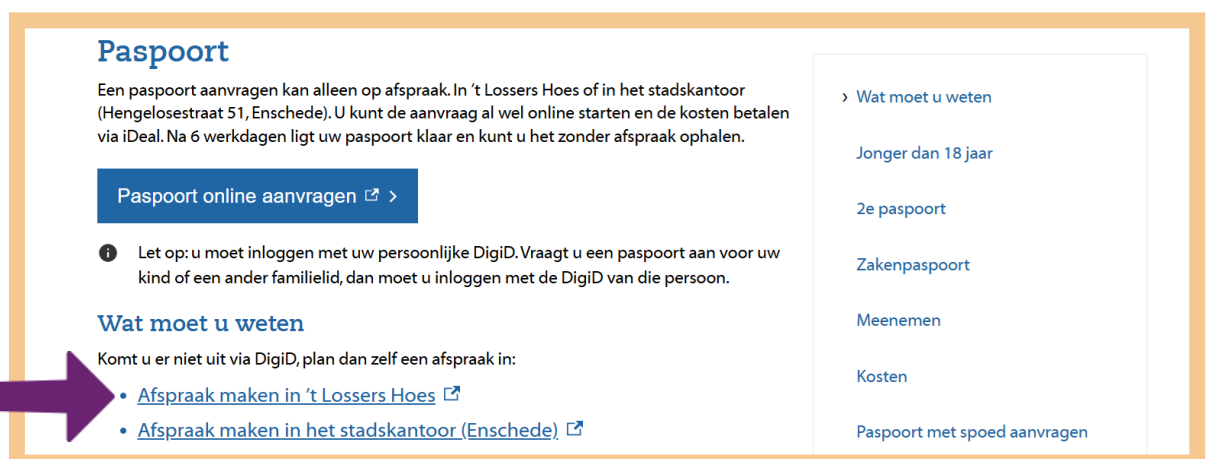 Paspoort
Een paspoort aanvragen kan alleen op afspraak. In ’t Lossers Hoes of in het stadskantoor
(Hengelosestraat 51, Enschede). U kunt de aanvraag al wel online starten en de kosten betalen
via iDeal. Na 6 werkdagen ligt uw paspoort klaar en kunt u het zonder afspraak ophalen.
Paspoort online aanvragen
Let op: u moet inloggen met uw persoonlijke DigiD. Vraagt u een paspoort aan voor uw
kind of een ander familielid, dan moet u inloggen met de DigiD van die persoon.
Wat moet u weten
Komt u er niet uit via DigiD, plan dan zelf een afspraak in:
• Afspraak maken in ’t Lossers Hoes
• Afspraak maken in het stadskantoor (Enschede)
› Wat moet u weten
Jonger dan 18 jaar
2e paspoort
Zakenpaspoort
Meenemen
Kosten
Paspoort met spoed aanvragen